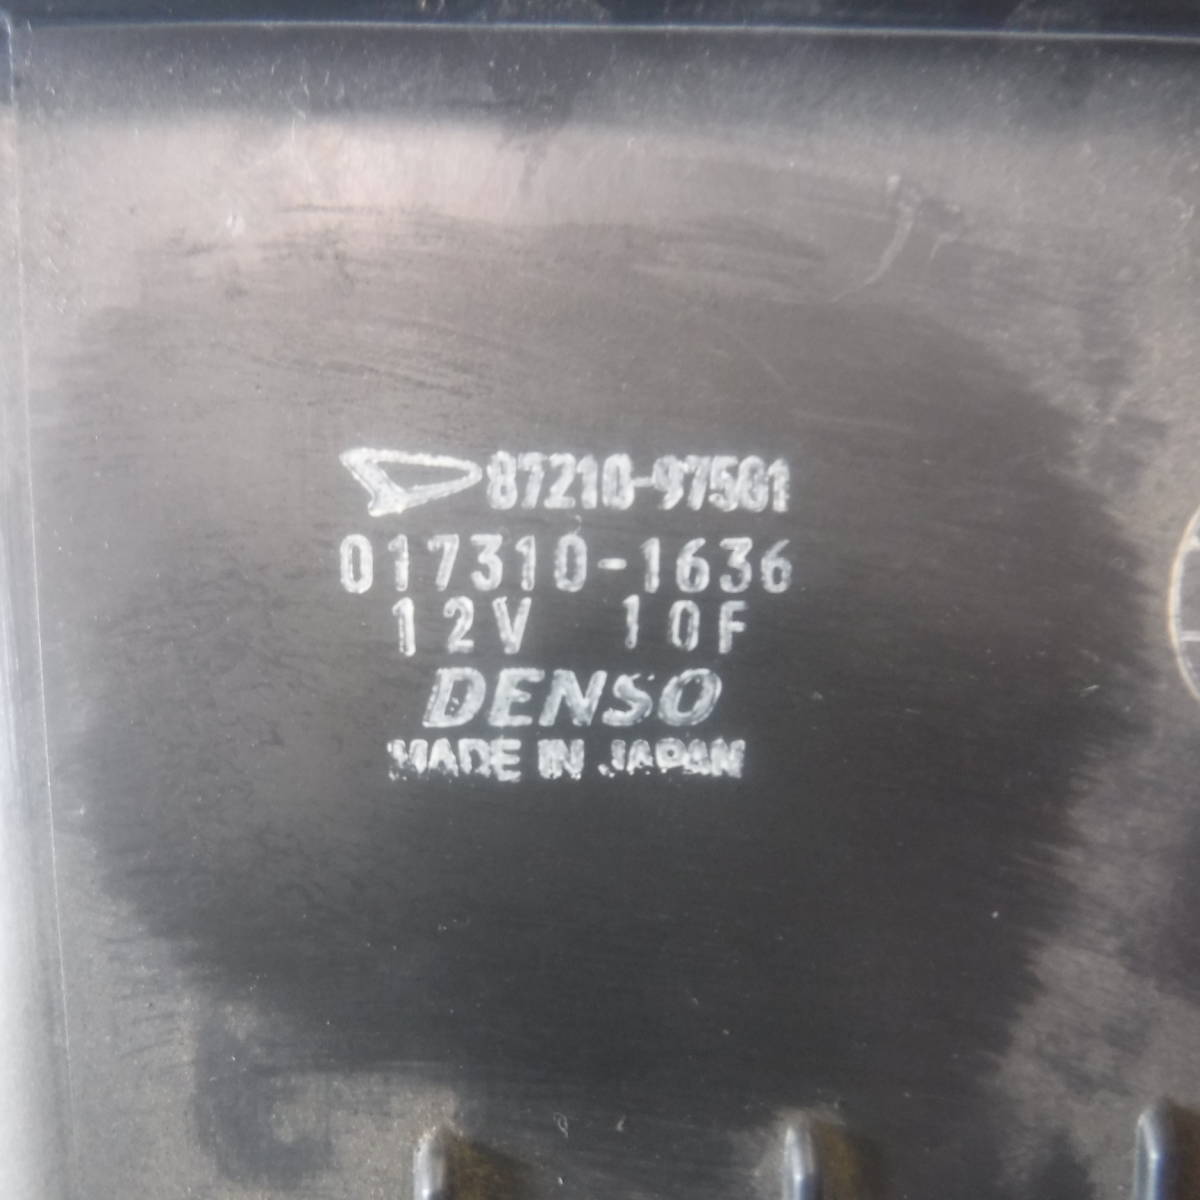 87210-97501
017310-1636
12V 10F
DENSO
MADE IN JAPAN